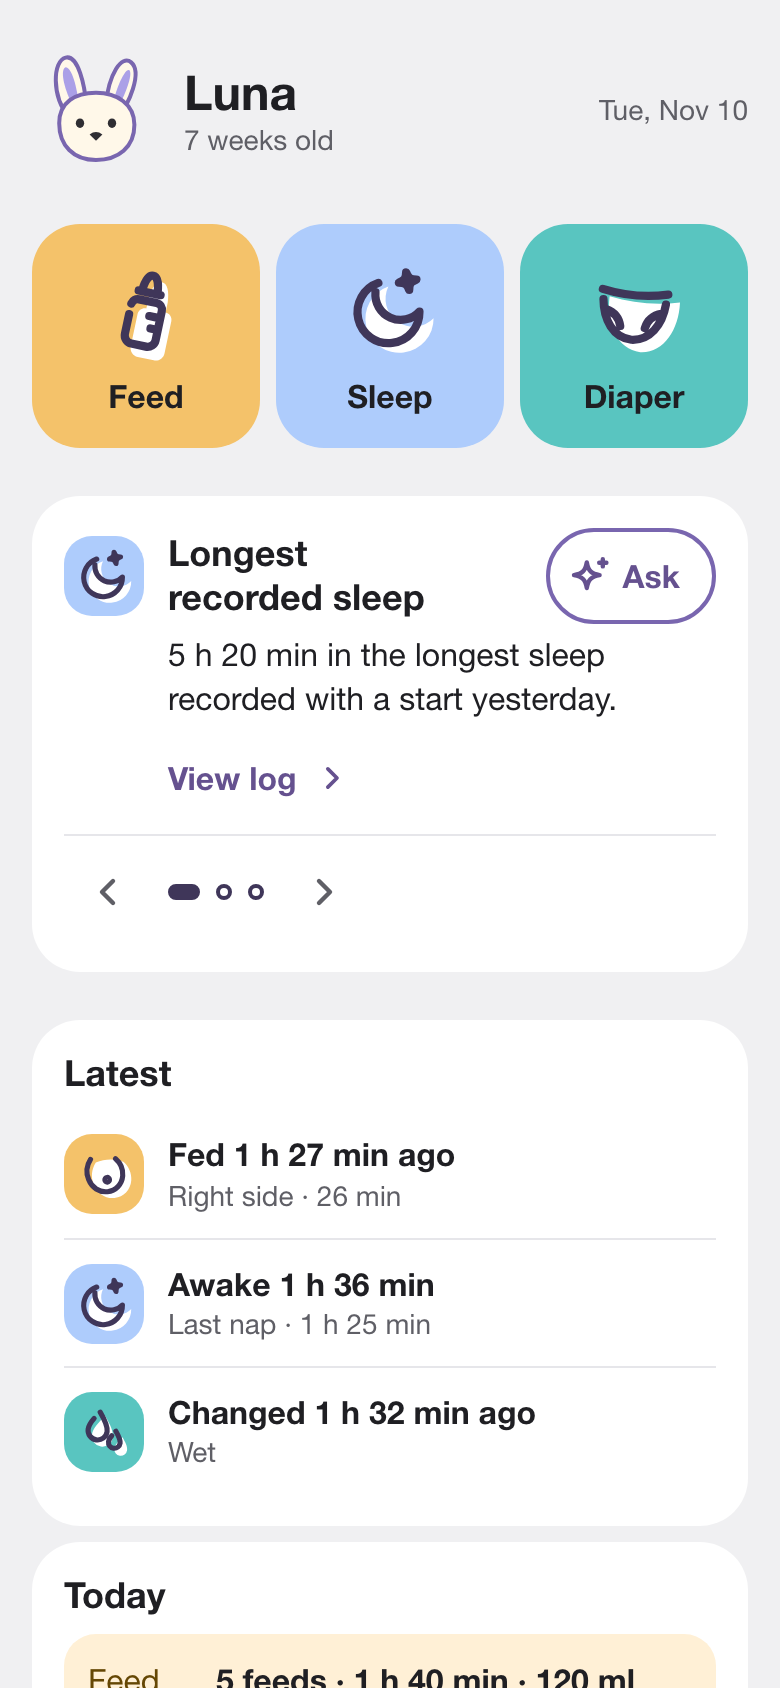 Luna
7 weeks old
Tue, Nov 10
Feed
Sleep
Diaper
Longest
recorded sleep
Ask
5 h 20 min in the longest sleep
recorded with a start yesterday.
View log
Latest
Fed 1 h 27 min ago
Right side · 26 min
Awake 1 h 36 min
Last nap · 1 h 25 min
Changed 1 h 32 min ago
Wet
Today
Feed
5 feeds · 1 h 40 min · 120 ml